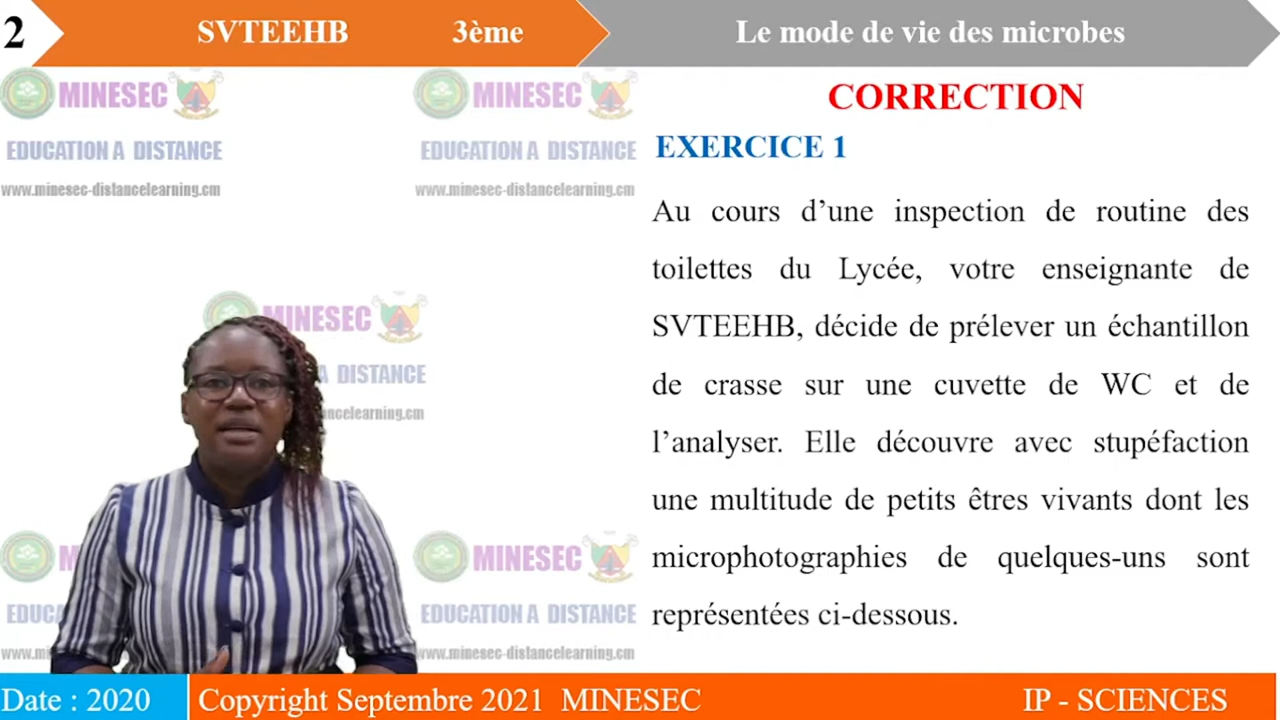 2
SVTEEHB 3ème
Le mode de vie des microbes
MINESEC
MINESEC
EDUCATION A DISTANCE
EDUCATION A DISTANCE
www.minesec-distancelearning.cm
www.minesec-distancelearning.cm
CORRECTION
EXERCICE 1
Au cours d’une inspection de routine des
toilettes du Lycée, votre enseignante de
SVTEEHB, décide de prélever un échantillon
de crasse sur une cuvette de WC et de
l’analyser. Elle découvre avec stupéfaction
une multitude de petits êtres vivants dont les
microphotographies de quelques-uns sont
représentées ci-dessous.
MINESEC
A DISTANCE
MINESEC
EDUCATION A DISTANCE
www.minesec-distancelearning.cm
Date : 2020
Copyright Septembre 2021 MINESEC
IP - SCIENCES